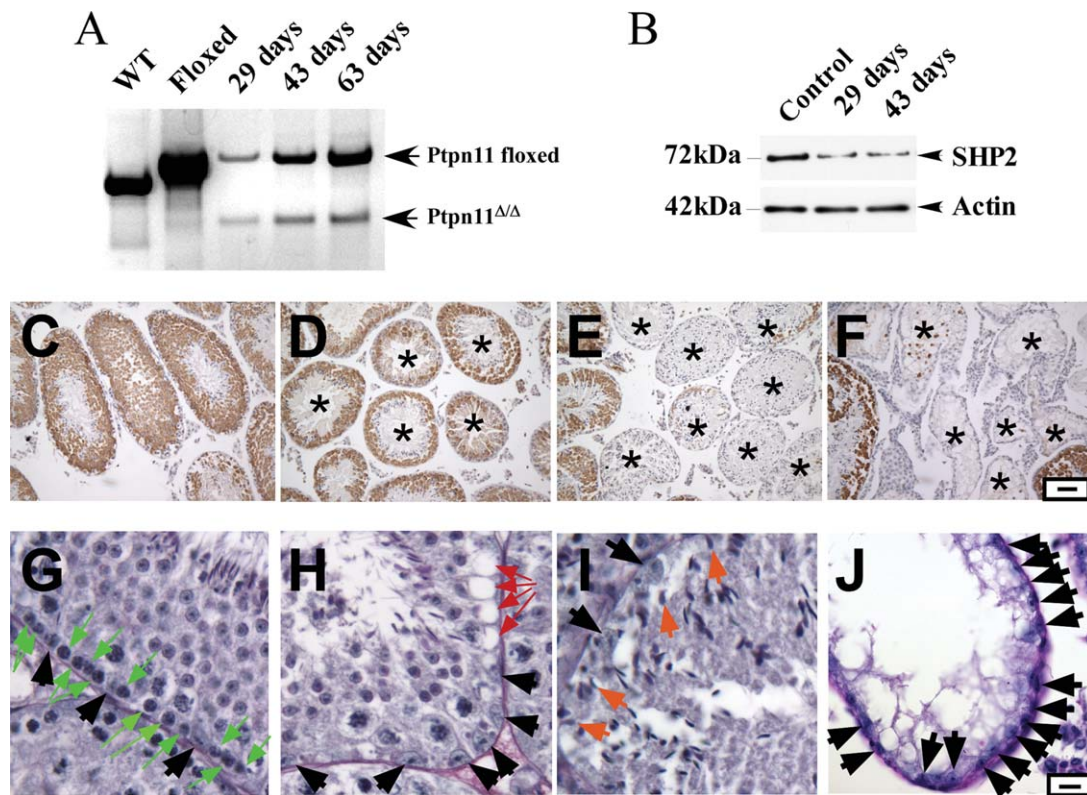 A
WT
Floxed
29 days
43 days
63 days
Ptpn11 floxed
Ptpn11Δ/Δ
B
Control
29 days
43 days
72kDa
SHP2
42kDa
Actin
C
D
E
F
G
H
I
J